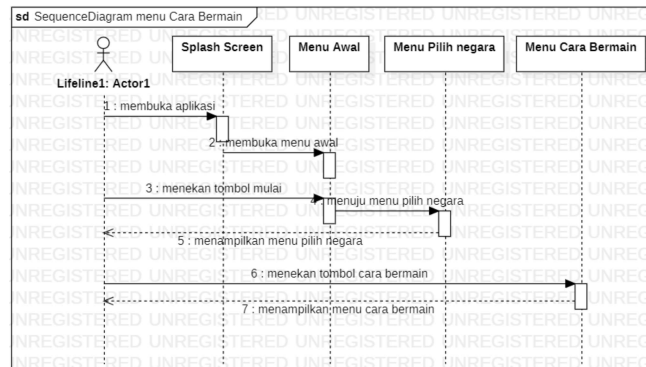 sd SequenceDiagram menu Cara Bermain
Splash Screen
Menu Awal
Menu Pilih negara
Menu Cara Bermain
Lifeline1: Actor1
1 : membuka aplikasi
2 : membuka menu awal
3 : menekan tombol mulai
4 : menuju menu pilih negara
5 : menampilkan menu pilih negara
6 : menekan tombol cara bermain
7 : menampilkan menu cara bermain
UNREGISTERED